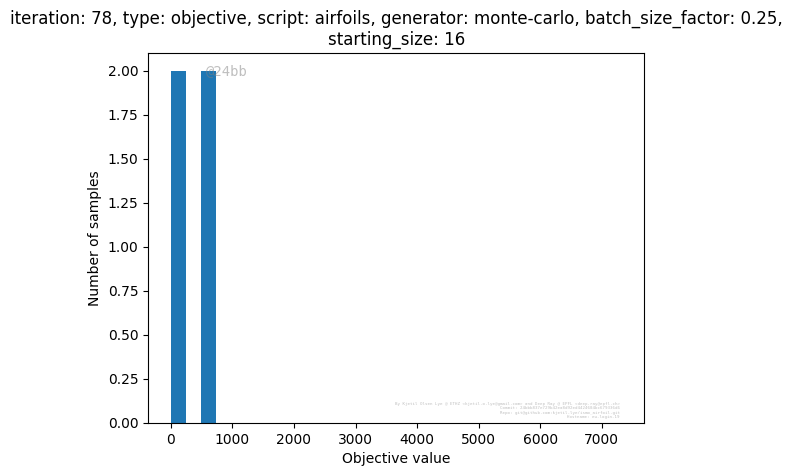 iteration: 78, type: objective, script: airfoils, generator: monte-carlo, batch_size_factor: 0.25,
starting_size: 16
@24bb
2.00
1.75
1.50
1.25
1.00
0.75
0.50
0.25
0.00
Number of samples
0 1000 2000 3000 4000 5000 6000 7000
Objective value